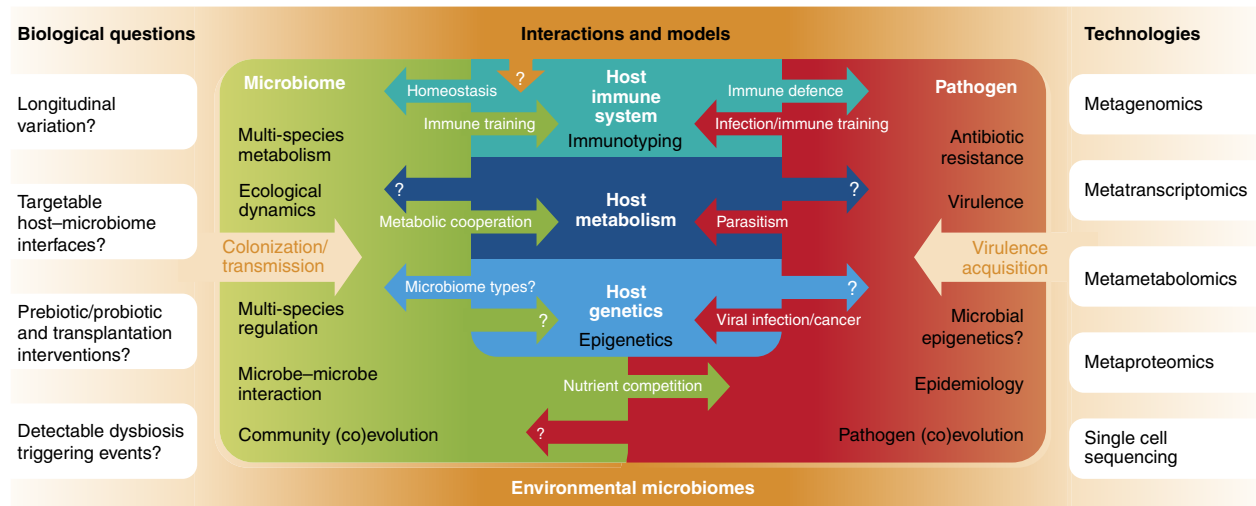 Biological questions
Interactions and models
Technologies
Longitudinal
variation?
Targetable
host–microbiome
interfaces?
Prebiotic/probiotic
and transplantation
interventions?
Detectable dysbiosis
triggering events?
Microbiome
Multi-species
metabolism
Ecological
dynamics
Colonization/
transmission
Multi-species
regulation
Microbe–microbe
interaction
Community (co)evolution
?
Homeostasis
Immune training
Host
immune
system
Immunotyping
Immune defence
Infection/immune training
?
Metabolic cooperation
Host
metabolism
?
Parasitism
Microbiome types?
?
Host
genetics
Epigenetics
?
Viral infection/cancer
Nutrient competition
?
Pathogen
Antibiotic
resistance
Virulence
Virulence
acquisition
Microbial
epigenetics?
Epidemiology
Pathogen (co)evolution
Metagenomics
Metatranscriptomics
Metametabolomics
Metaproteomics
Single cell
sequencing
Environmental microbiomes